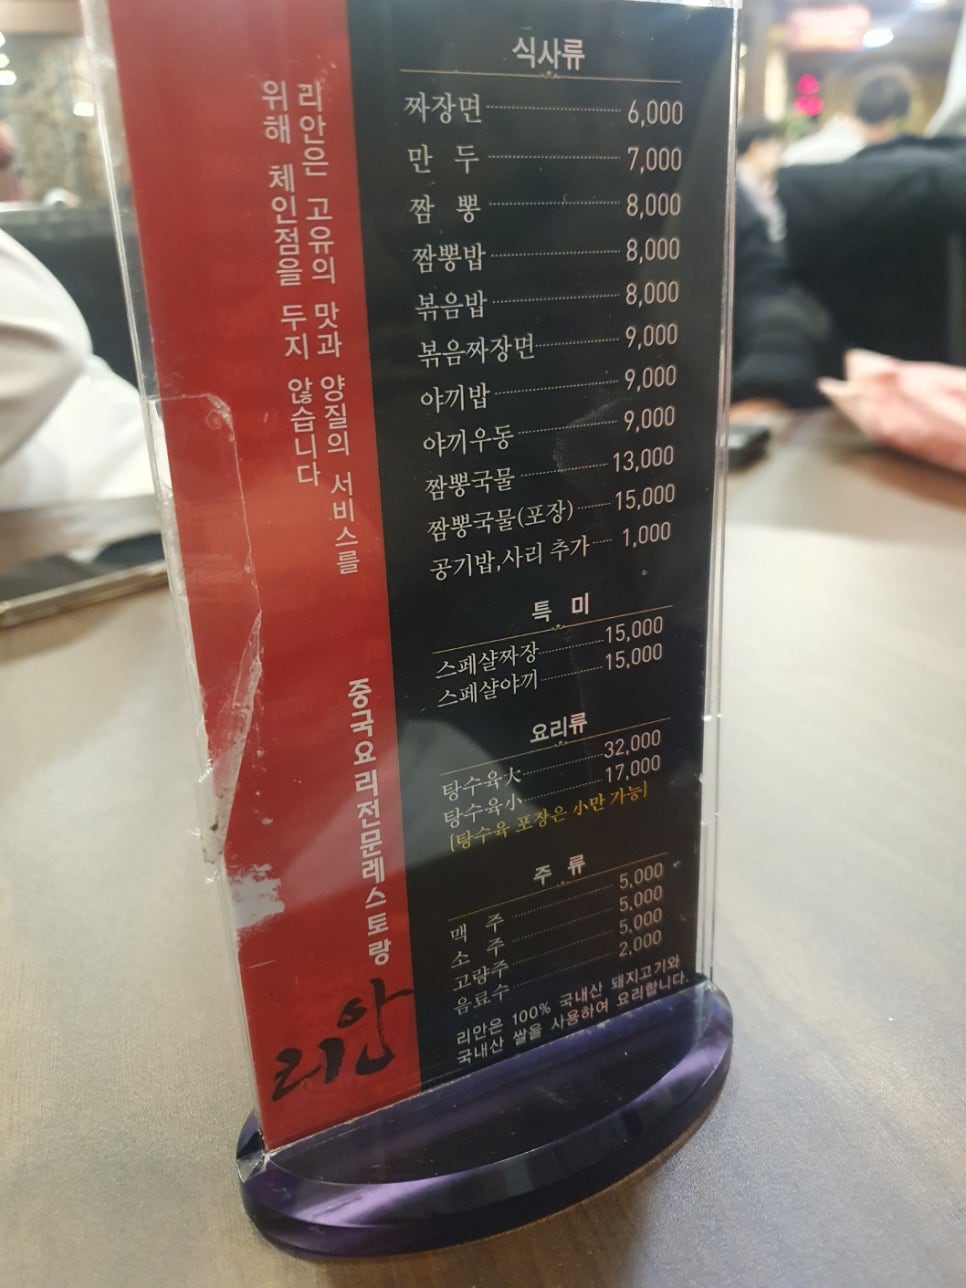 리안은 고유의 맛과 양질의 서비스를
위해 체인점을 두지 않습니다
중국요리전문레스토랑
리안
식사류
짜장면 6,000
만 두 7,000
짬 뽕 8,000
짬뽕밥 8,000
볶음밥 8,000
볶음짜장면 9,000
야끼밥 9,000
야끼우동 9,000
짬뽕국물 13,000
짬뽕국물(포장) 15,000
공기밥,사리 추가 1,000
특 미
스페샬짜장 15,000
스페샬야끼 15,000
요리류
탕수육大 32,000
탕수육小 17,000
(탕수육 포장은 小만 가능)
주 류
맥 주 5,000
소 주 5,000
고량주 5,000
음료수 2,000
리안은 100% 국내산 돼지고기와
국내산 쌀을 사용하여 요리합니다.